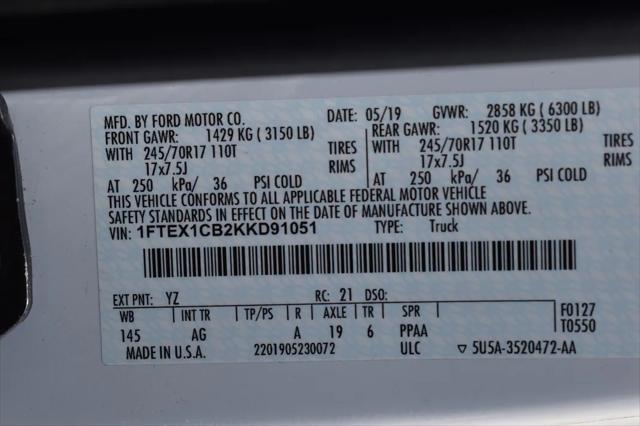 MFD. BY FORD MOTOR CO. DATE: 05/19 GVWR: 2858 KG ( 6300 LB)
FRONT GAWR: 1429 KG ( 3150 LB) REAR GAWR: 1520 KG ( 3350 LB)
WITH 245/70R17 110T TIRES WITH 245/70R17 110T TIRES
17x7.5J RIMS 17x7.5J RIMS
AT 250 kPa/ 36 PSI COLD AT 250 kPa/ 36 PSI COLD
THIS VEHICLE CONFORMS TO ALL APPLICABLE FEDERAL MOTOR VEHICLE
SAFETY STANDARDS IN EFFECT ON THE DATE OF MANUFACTURE SHOWN ABOVE.
VIN: 1FTEX1CB2KKD91051 TYPE: Truck
EXT PNT: YZ RC: 21 DSO:
WB INT TR TP/PS R AXLE TR SPR F0127
145 AG A 19 6 PPAA T0550
MADE IN U.S.A. 2201905230072 ULC ▽ 5U5A-3520472-AA